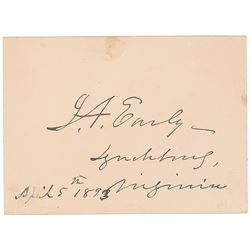 J. A. Early
Lynchburg,
Virginia
April 5th 1893